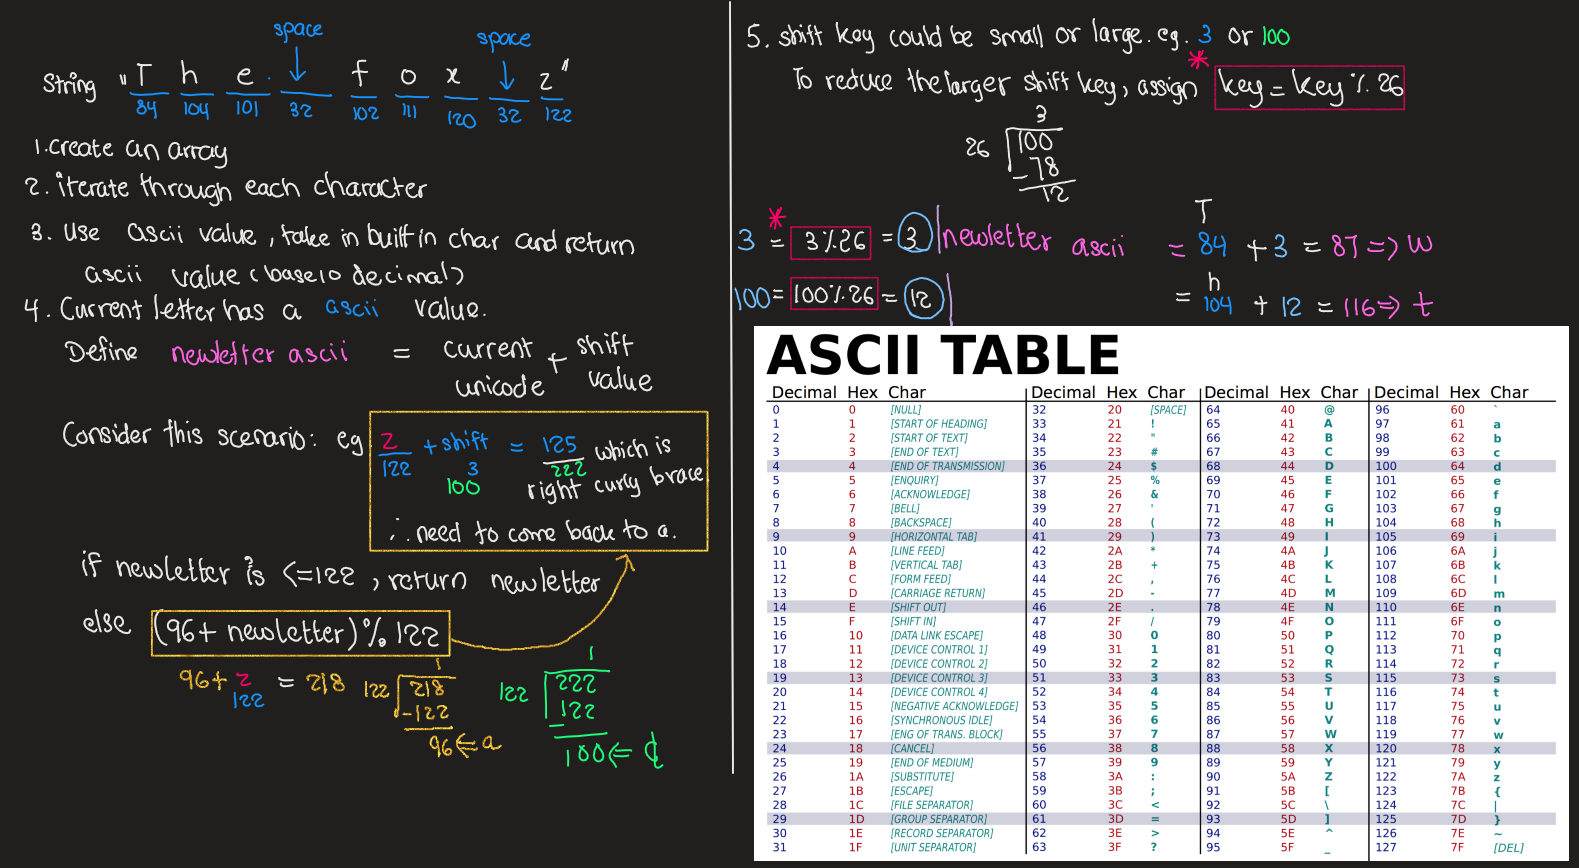 space
space
String "T h e . f o x z"
84 104 101 32 102 111 120 32 122
1.create an array
2. iterate through each character
3. Use ascii value, take in built in char and return
ascii value (base10 decimal)
4. Current letter has a ascii value.
Define newletter ascii = current unicode + shift value
Consider this scenario: eg
z + shift = 125 which is
122 3 222
100 right curly brace
∴ need to come back to a.
if newletter is <=122, return newletter
else (96+ newletter) % 122
96+ z = 218
122
1
122 218
-122
96 <= a
1
122 222
- 122
100 <= d
5. shift key could be small or large. eg. 3 or 100
To reduce the larger shift key, assign * key = key % 26
3
26 100
-78
12
*
3 = 3%26 = 3 | newletter ascii = T 84 + 3 = 87 => W
100 = 100%26 = 12 | = h 104 + 12 = 116 => t
ASCII TABLE
Decimal Hex Char Decimal Hex Char Decimal Hex Char Decimal Hex Char
0 0 [NULL] 32 20 [SPACE] 64 40 @ 96 60 `
1 1 [START OF HEADING] 33 21 ! 65 41 A 97 61 a
2 2 [START OF TEXT] 34 22 " 66 42 B 98 62 b
3 3 [END OF TEXT] 35 23 # 67 43 C 99 63 c
4 4 [END OF TRANSMISSION] 36 24 $ 68 44 D 100 64 d
5 5 [ENQUIRY] 37 25 % 69 45 E 101 65 e
6 6 [ACKNOWLEDGE] 38 26 & 70 46 F 102 66 f
7 7 [BELL] 39 27 ' 71 47 G 103 67 g
8 8 [BACKSPACE] 40 28 ( 72 48 H 104 68 h
9 9 [HORIZONTAL TAB] 41 29 ) 73 49 I 105 69 i
10 A [LINE FEED] 42 2A * 74 4A J 106 6A j
11 B [VERTICAL TAB] 43 2B + 75 4B K 107 6B k
12 C [FORM FEED] 44 2C , 76 4C L 108 6C l
13 D [CARRIAGE RETURN] 45 2D - 77 4D M 109 6D m
14 E [SHIFT OUT] 46 2E . 78 4E N 110 6E n
15 F [SHIFT IN] 47 2F / 79 4F O 111 6F o
16 10 [DATA LINK ESCAPE] 48 30 0 80 50 P 112 70 p
17 11 [DEVICE CONTROL 1] 49 31 1 81 51 Q 113 71 q
18 12 [DEVICE CONTROL 2] 50 32 2 82 52 R 114 72 r
19 13 [DEVICE CONTROL 3] 51 33 3 83 53 S 115 73 s
20 14 [DEVICE CONTROL 4] 52 34 4 84 54 T 116 74 t
21 15 [NEGATIVE ACKNOWLEDGE] 53 35 5 85 55 U 117 75 u
22 16 [SYNCHRONOUS IDLE] 54 36 6 86 56 V 118 76 v
23 17 [ENG OF TRANS. BLOCK] 55 37 7 87 57 W 119 77 w
24 18 [CANCEL] 56 38 8 88 58 X 120 78 x
25 19 [END OF MEDIUM] 57 39 9 89 59 Y 121 79 y
26 1A [SUBSTITUTE] 58 3A : 90 5A Z 122 7A z
27 1B [ESCAPE] 59 3B ; 91 5B [ 123 7B {
28 1C [FILE SEPARATOR] 60 3C < 92 5C \ 124 7C |
29 1D [GROUP SEPARATOR] 61 3D = 93 5D ] 125 7D }
30 1E [RECORD SEPARATOR] 62 3E > 94 5E ^ 126 7E ~
31 1F [UNIT SEPARATOR] 63 3F ? 95 5F _ 127 7F [DEL]